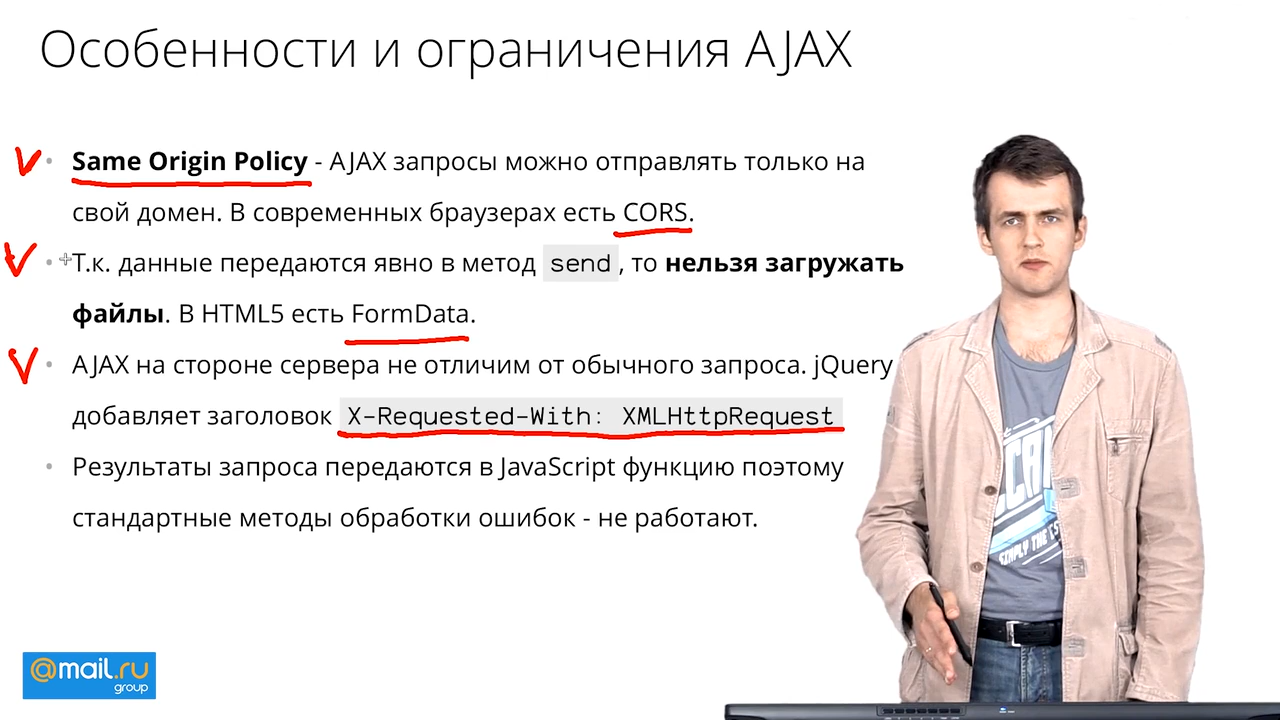 Особенности и ограничения AJAX
Same Origin Policy - AJAX запросы можно отправлять только на
свой домен. В современных браузерах есть CORS.
Т.к. данные передаются явно в метод send, то нельзя загружать
файлы. В HTML5 есть FormData.
AJAX на стороне сервера не отличим от обычного запроса. jQuery
добавляет заголовок X-Requested-With: XMLHttpRequest
Результаты запроса передаются в JavaScript функцию поэтому
стандартные методы обработки ошибок - не работают.
@mail.ru
group